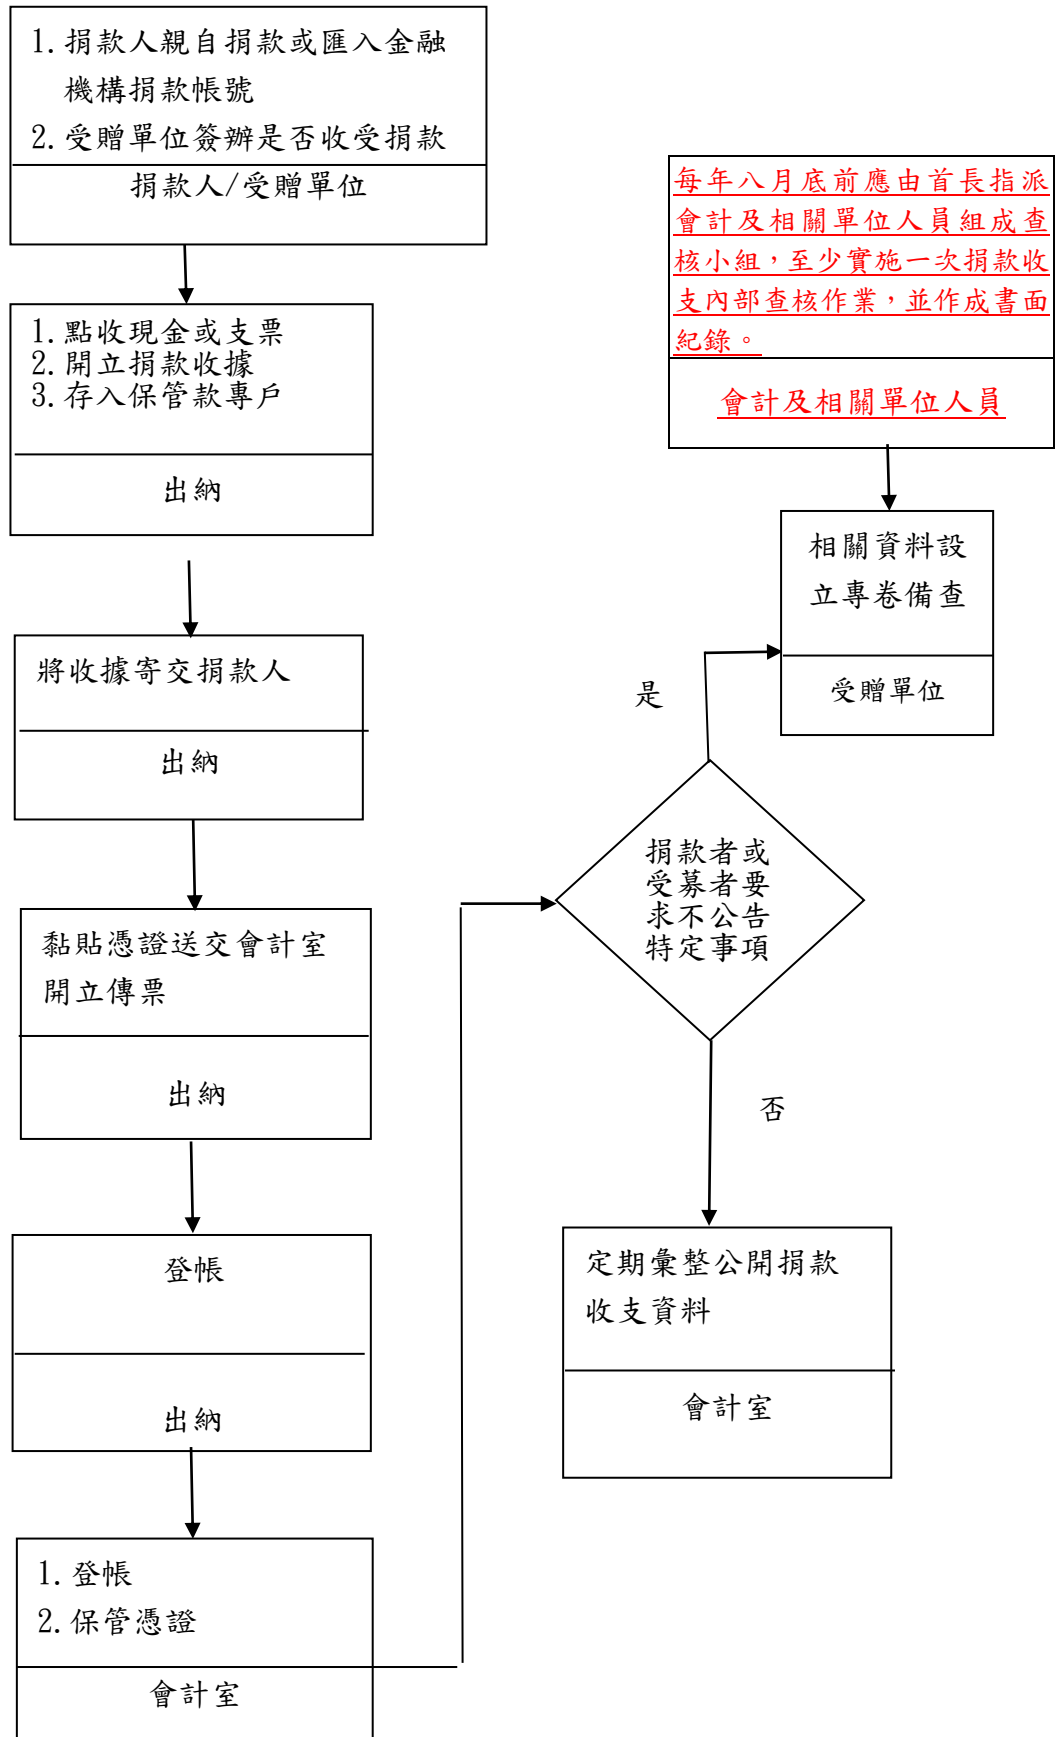 1. 捐款人親自捐款或匯入金融
機構捐款帳號
2. 受贈單位簽辦是否收受捐款
捐款人/受贈單位
1. 點收現金或支票
2. 開立捐款收據
3. 存入保管款專戶
出納
將收據寄交捐款人
出納
黏貼憑證送交會計室
開立傳票
出納
登帳
出納
1. 登帳
2. 保管憑證
會計室
每年八月底前應由首長指派
會計及相關單位人員組成查
核小組，至少實施一次捐款收
支內部查核作業，並作成書面
紀錄。
會計及相關單位人員
相關資料設
立專卷備查
受贈單位
是
捐款者或
受募者要
求不公告
特定事項
否
定期彙整公開捐款
收支資料
會計室